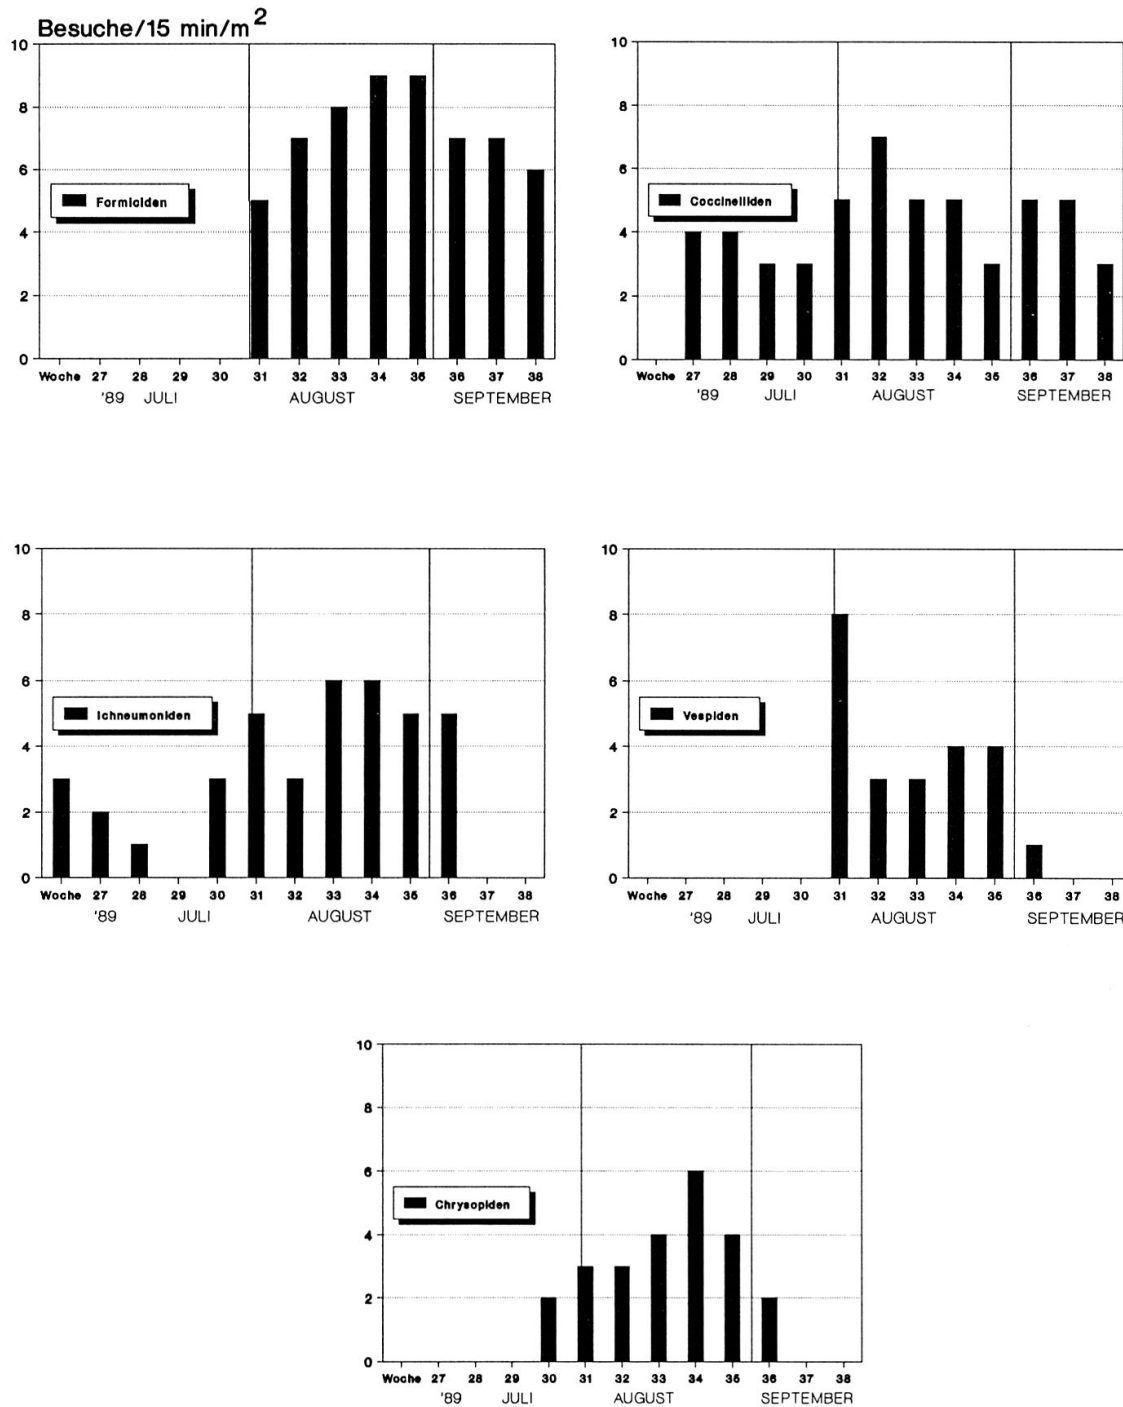 Besuche/15 min/m²
10
8
6
4
2
0
Formiciden
Woche 27 28 29 30 31 32 33 34 35 36 37 38
'89 JULI AUGUST SEPTEMBER
10
8
6
4
2
0
Coccinelliden
Woche 27 28 29 30 31 32 33 34 35 36 37 38
'89 JULI AUGUST SEPTEMBER
10
8
6
4
2
0
Ichneumoniden
Woche 27 28 29 30 31 32 33 34 35 36 37 38
'89 JULI AUGUST SEPTEMBER
10
8
6
4
2
0
Vespiden
Woche 27 28 29 30 31 32 33 34 35 36 37 38
'89 JULI AUGUST SEPTEMBER
10
8
6
4
2
0
Chrysopiden
Woche 27 28 29 30 31 32 33 34 35 36 37 38
'89 JULI AUGUST SEPTEMBER